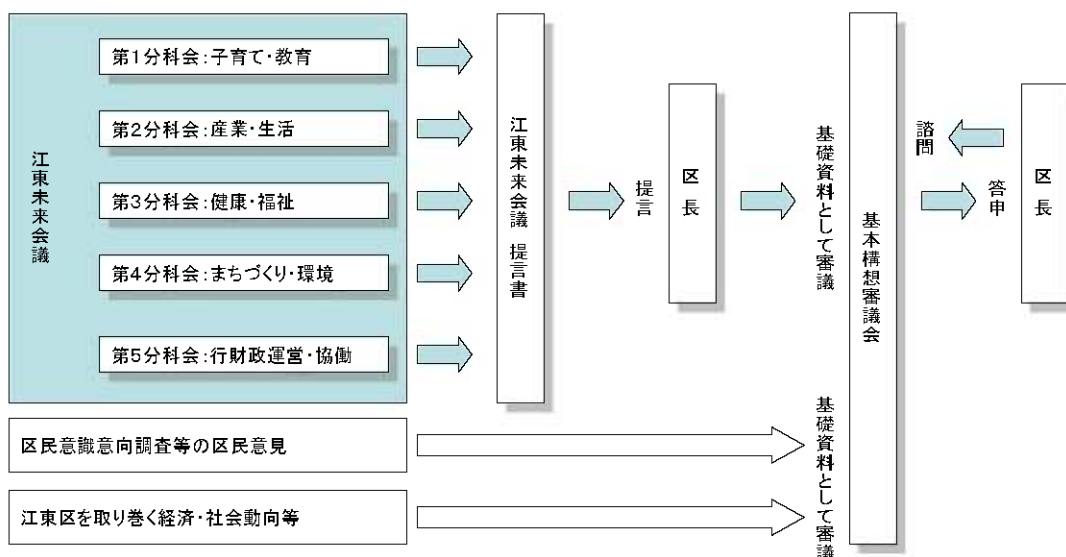 江東未来会議
第1分科会:子育て・教育
第2分科会:産業・生活
第3分科会:健康・福祉
第4分科会:まちづくり・環境
第5分科会:行財政運営・協働
江東未来会議 提言書
提言
区長
基礎資料として審議
基本構想審議会
諮問
答申
区長
区民意識意向調査等の区民意見
江東区を取り巻く経済・社会動向等
基礎資料として審議